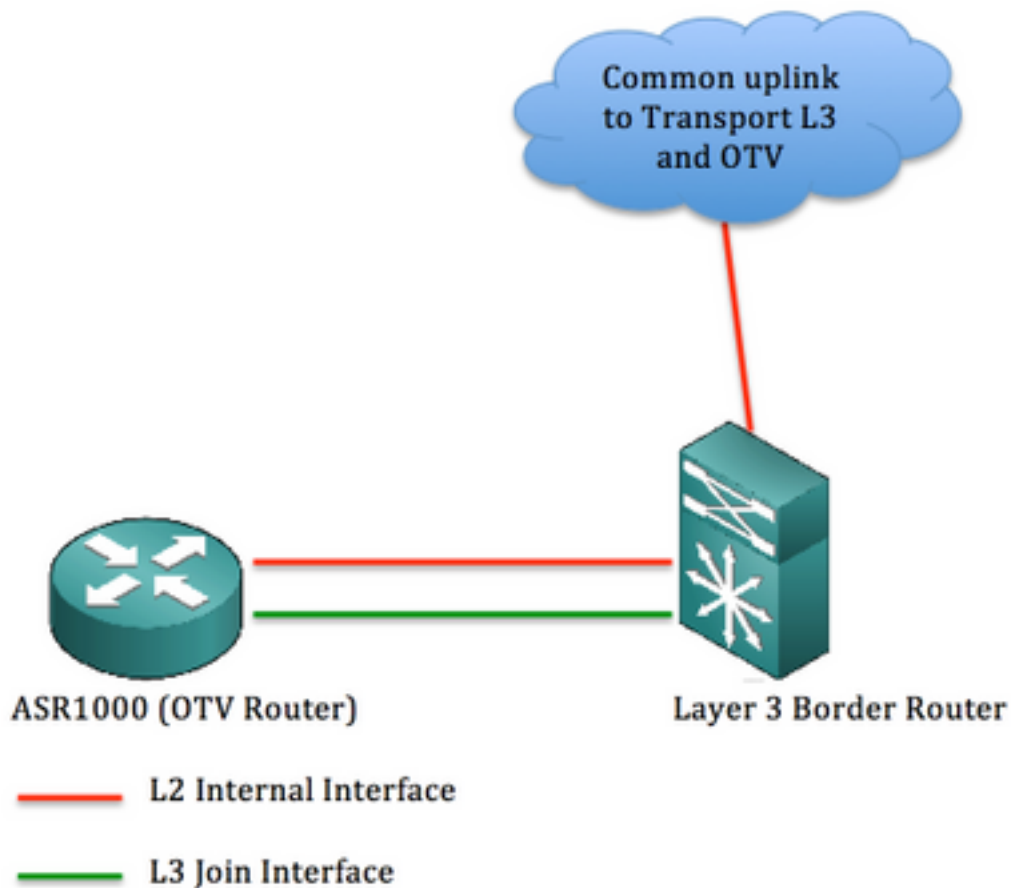 Common uplink
to Transport L3
and OTV
ASR1000 (OTV Router)
Layer 3 Border Router
L2 Internal Interface
L3 Join Interface